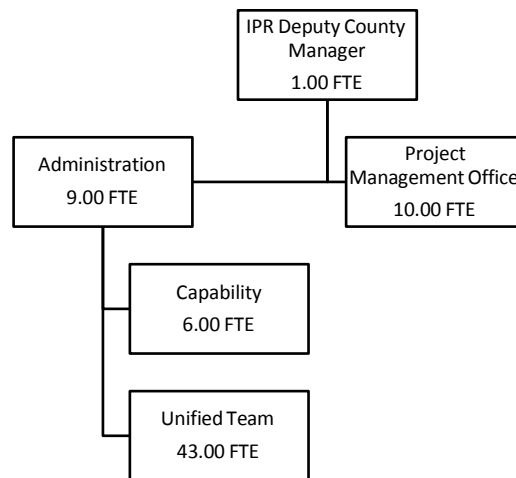 IPR Deputy County
Manager
1.00 FTE
Administration
9.00 FTE
Project
Management Office
10.00 FTE
Capability
6.00 FTE
Unified Team
43.00 FTE